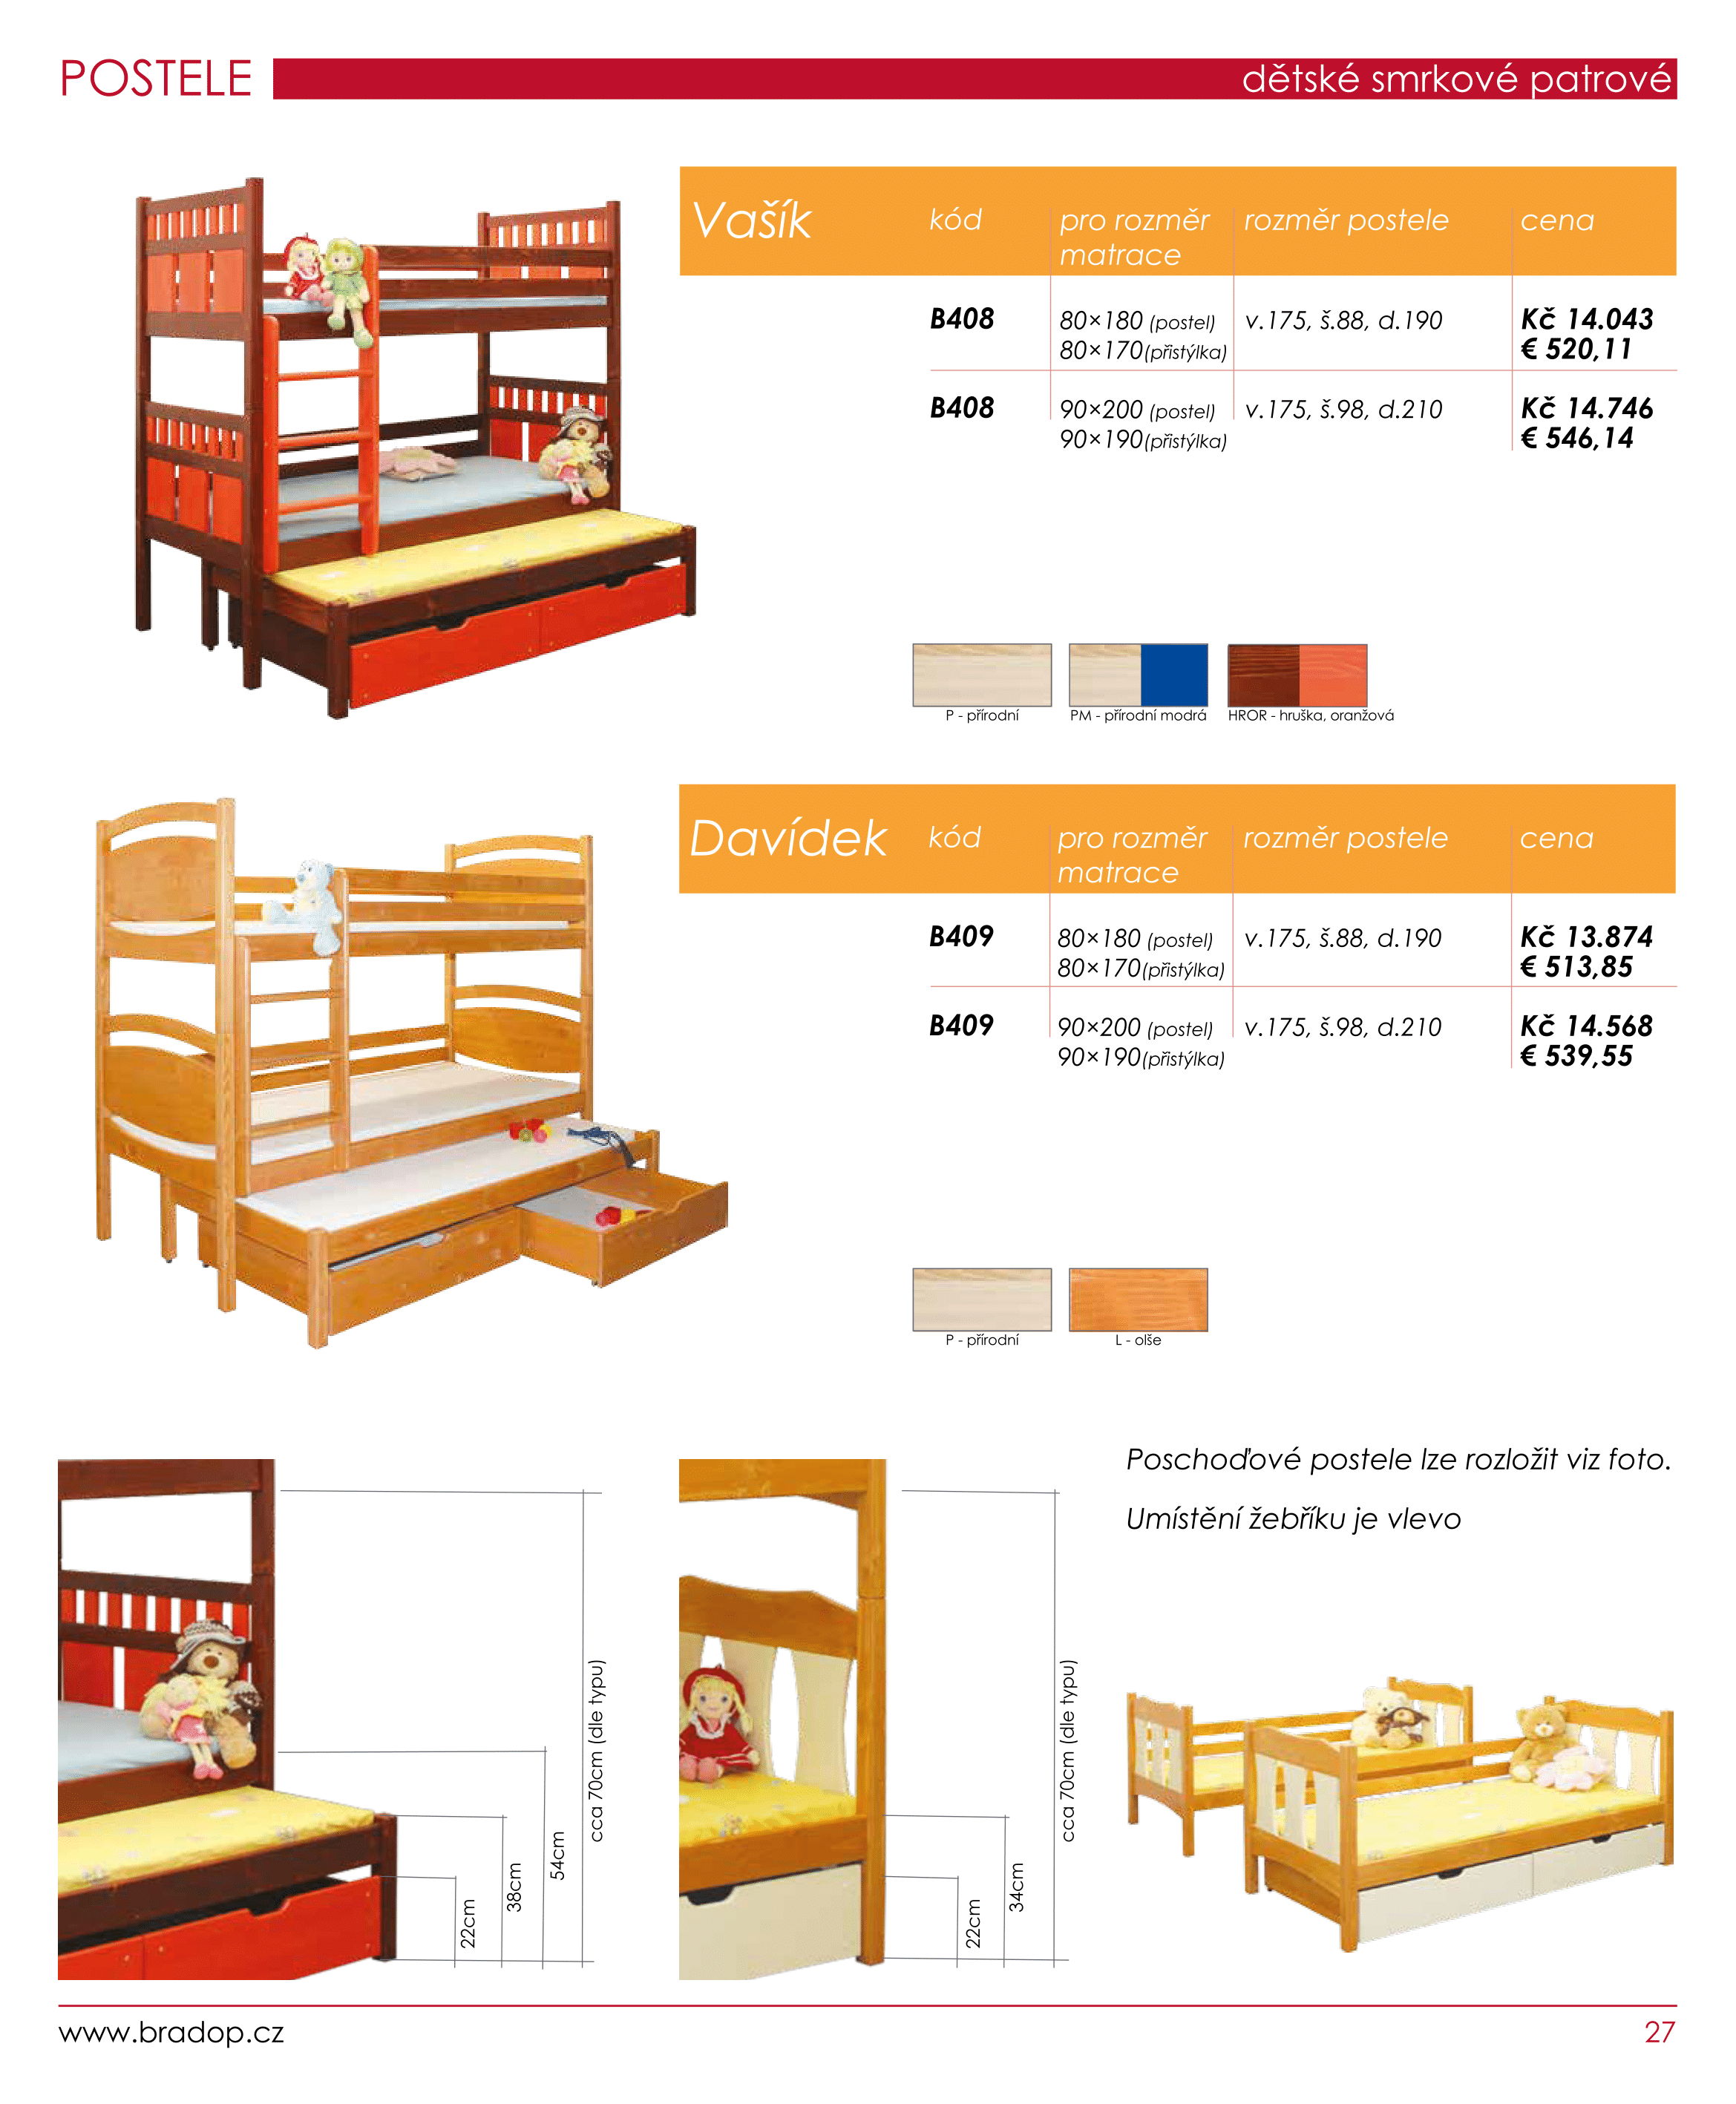 POSTELE
dětské smrkové patrové
Vašík kód pro rozměr rozměr postele cena
matrace
B408 80×180 (postel) v.175, š.88, d.190 Kč 14.043
80×170(přistýlka) € 520,11
B408 90×200 (postel) v.175, š.98, d.210 Kč 14.746
90×190(přistýlka) € 546,14
P - přírodní PM - přírodní modrá HROR - hruška, oranžová
Davídek kód pro rozměr rozměr postele cena
matrace
B409 80×180 (postel) v.175, š.88, d.190 Kč 13.874
80×170(přistýlka) € 513,85
B409 90×200 (postel) v.175, š.98, d.210 Kč 14.568
90×190(přistýlka) € 539,55
P - přírodní L - olše
Poschoďové postele lze rozložit viz foto.
Umístění žebříku je vlevo
22cm
38cm
54cm
cca 70cm (dle typu)
22cm
34cm
cca 70cm (dle typu)
www.bradop.cz
27